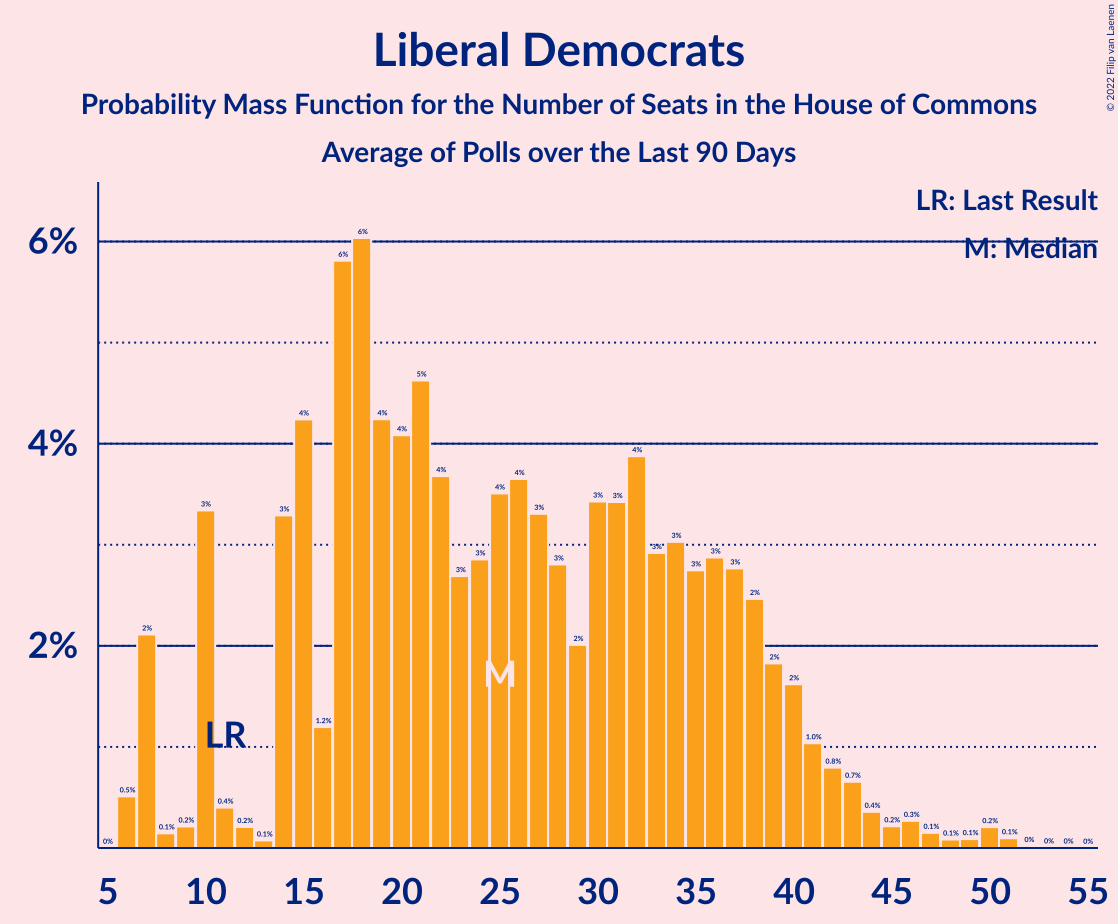 Liberal Democrats
Probability Mass Function for the Number of Seats in the House of Commons
Average of Polls over the Last 90 Days
© 2022 Filip van Laenen
LR: Last Result
M: Median
6%
4%
2%
0% 0.5% 2% 0.1% 0.2% 3% 0.4% 0.2% 0.1% 3% 4% 1.2% 6% 6% 4% 4% 5% 4% 3% 3% 4% 4% 3% 3% 2% 3% 3% 4% 3% 3% 3% 3% 3% 2% 2% 2% 1.0% 0.8% 0.7% 0.4% 0.2% 0.3% 0.1% 0.1% 0.1% 0.2% 0.1% 0% 0% 0% 0%
M
LR
5 10 15 20 25 30 35 40 45 50 55